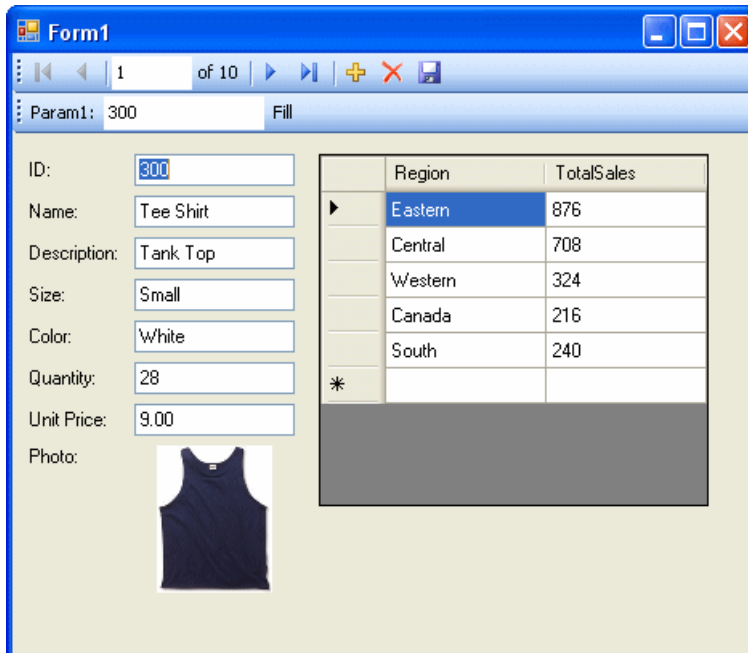 Form1
1 of 10
Param1: 300 Fill
ID: 300
Name: Tee Shirt
Description: Tank Top
Size: Small
Color: White
Quantity: 28
Unit Price: 9.00
Photo:
Region TotalSales
Eastern 876
Central 708
Western 324
Canada 216
South 240